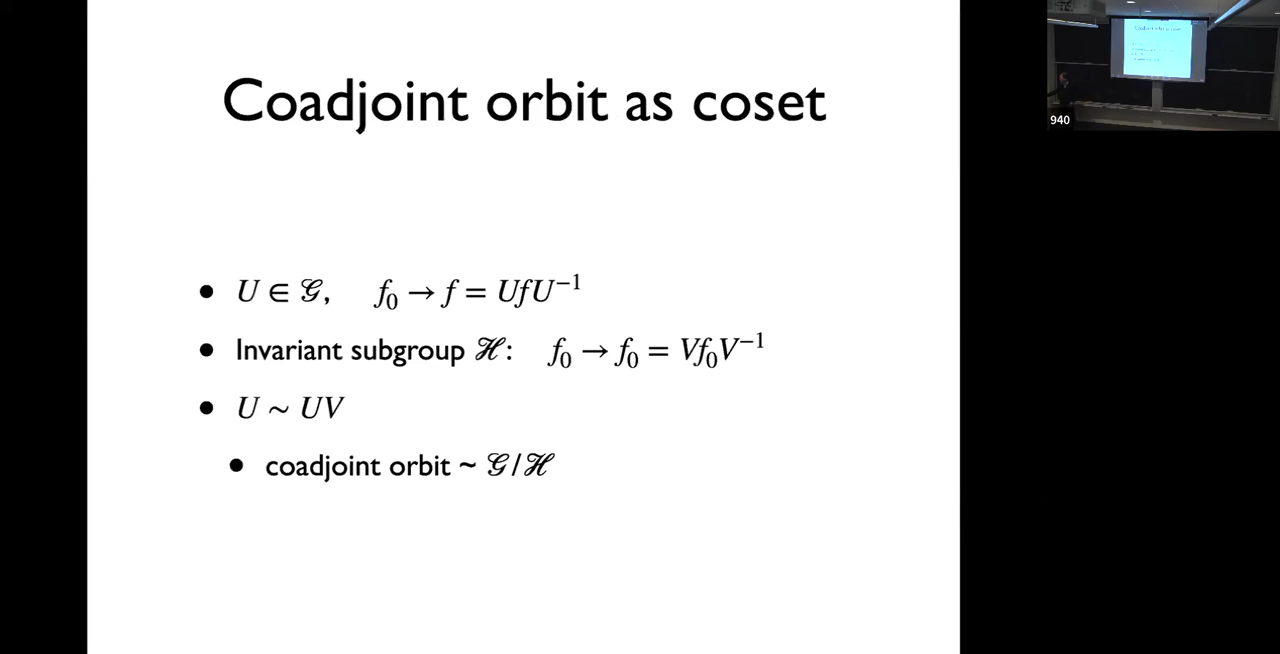 Coadjoint orbit as coset
• U ∈ 𝒢, f₀ → f = UfU⁻¹
• Invariant subgroup ℋ: f₀ → f₀ = Vf₀V⁻¹
• U ~ UV
• coadjoint orbit ~ 𝒢/ℋ
940